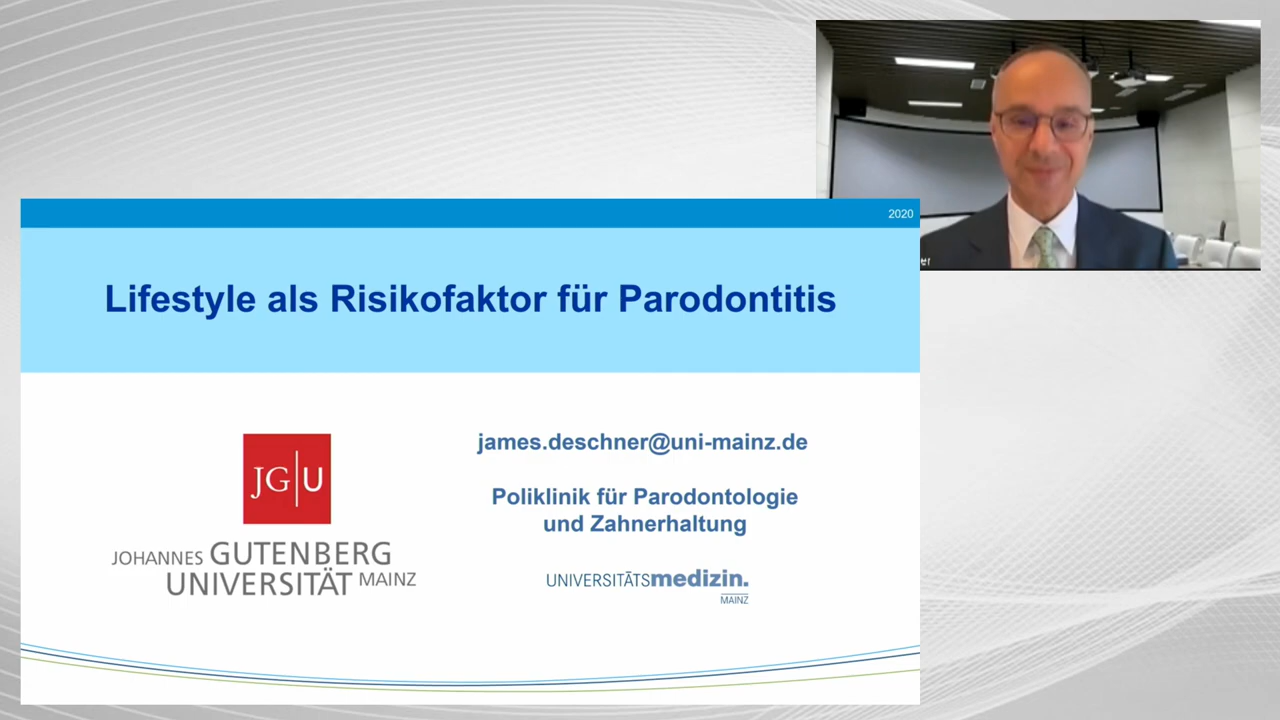 2020
Lifestyle als Risikofaktor für Parodontitis
james.deschner@uni-mainz.de
Poliklinik für Parodontologie
und Zahnerhaltung
JG|U
JOHANNES GUTENBERG
UNIVERSITÄT MAINZ
UNIVERSITÄTSmedizin.
MAINZ